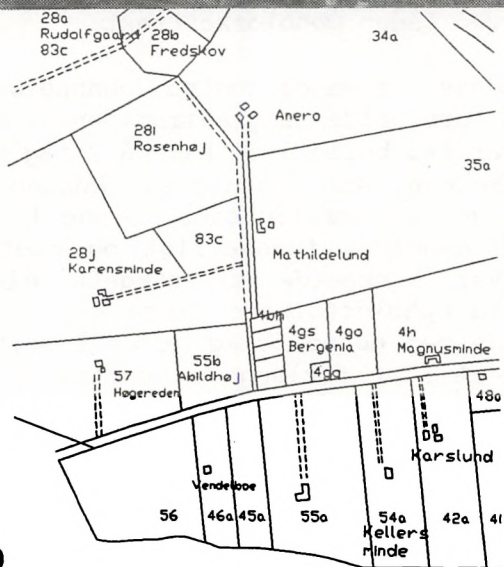 28a
Rudolfgaard
83c
28b
Fredskov
34a
Anero
28l
Rosenhøj
35a
83c
28j
Karensminde
Mathildelund
4bh
4gs
Bergenia
4go
4h
Magnusminde
4gq
55b
Abildhøj
57
Høgereden
48a
Karslund
Vendelboe
56
46a
45a
55a
54a
42a
Kellers
minde